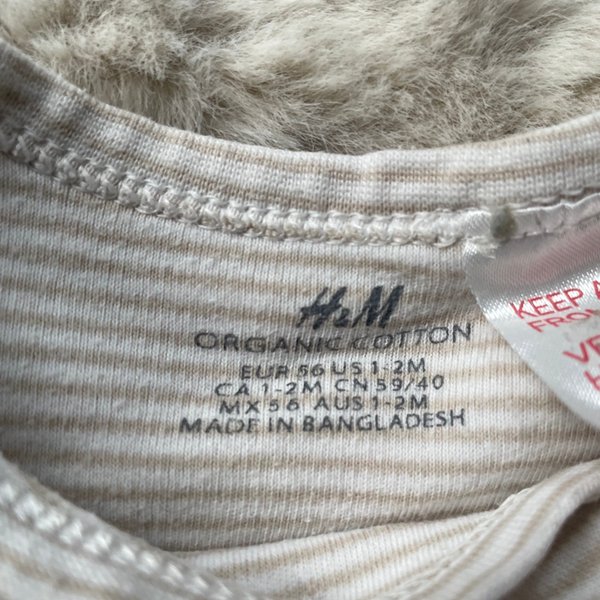 H&M
ORGANIC COTTON
EUR 56 US 1-2M
CA 1-2M CN 59/40
MX 56 AUS 1-2M
MADE IN BANGLADESH
KEEP A
FROM